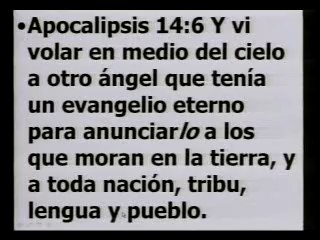 •Apocalipsis 14:6 Y vi
volar en medio del cielo
a otro ángel que tenía
un evangelio eterno
para anunciarlo a los
que moran en la tierra, y
a toda nación, tribu,
lengua y pueblo.